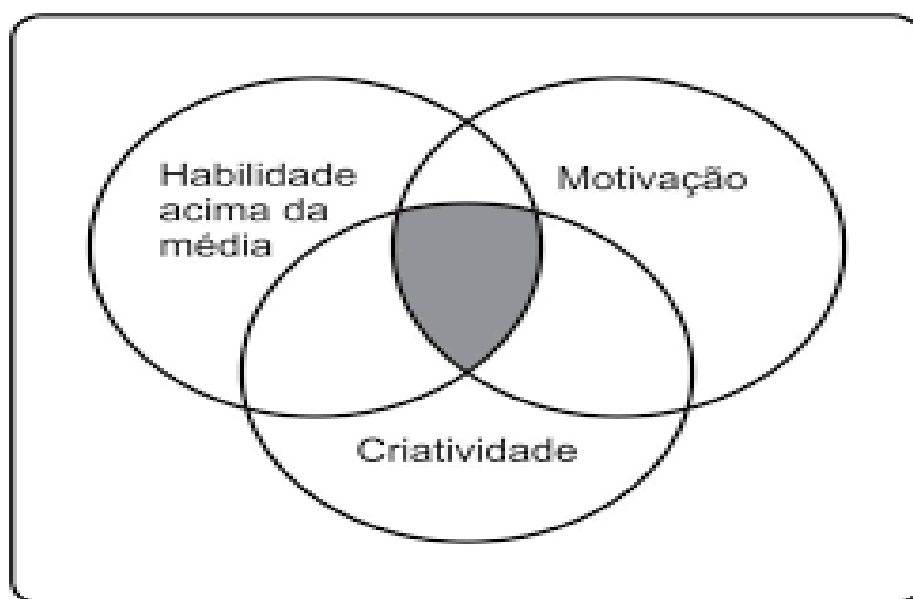 Habilidade
acima da
média
Motivação
Criatividade